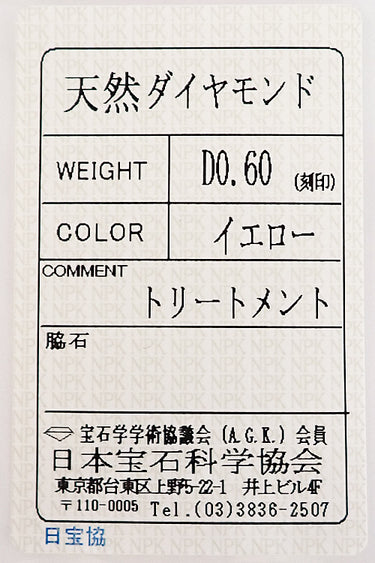 天然ダイヤモンド
WEIGHT D0.60 (刻印)
COLOR イエロー
COMMENT
トリートメント
脇石
宝石学学術協議会 (A.G.K.) 会員
日本宝石科学協会
東京都台東区上野5-22-1 井上ビル4F
〒110-0005 Tel.(03)3836-2507
日宝協